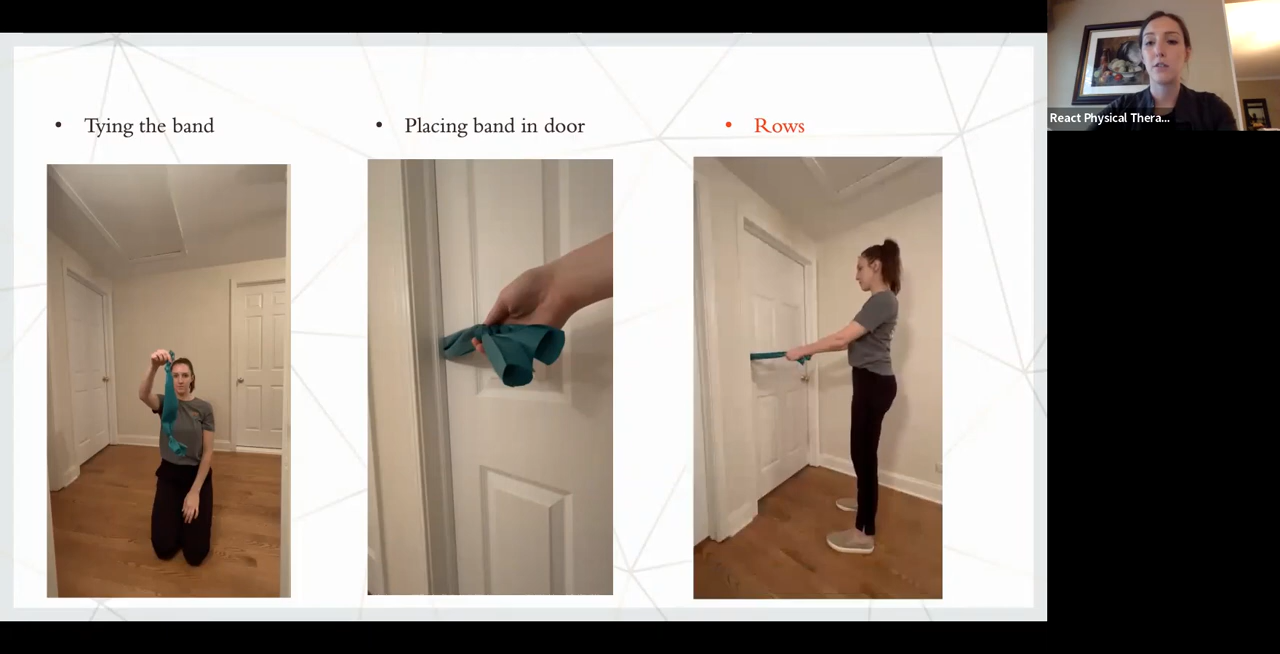 • Tying the band
• Placing band in door
• Rows
React Physical Thera...